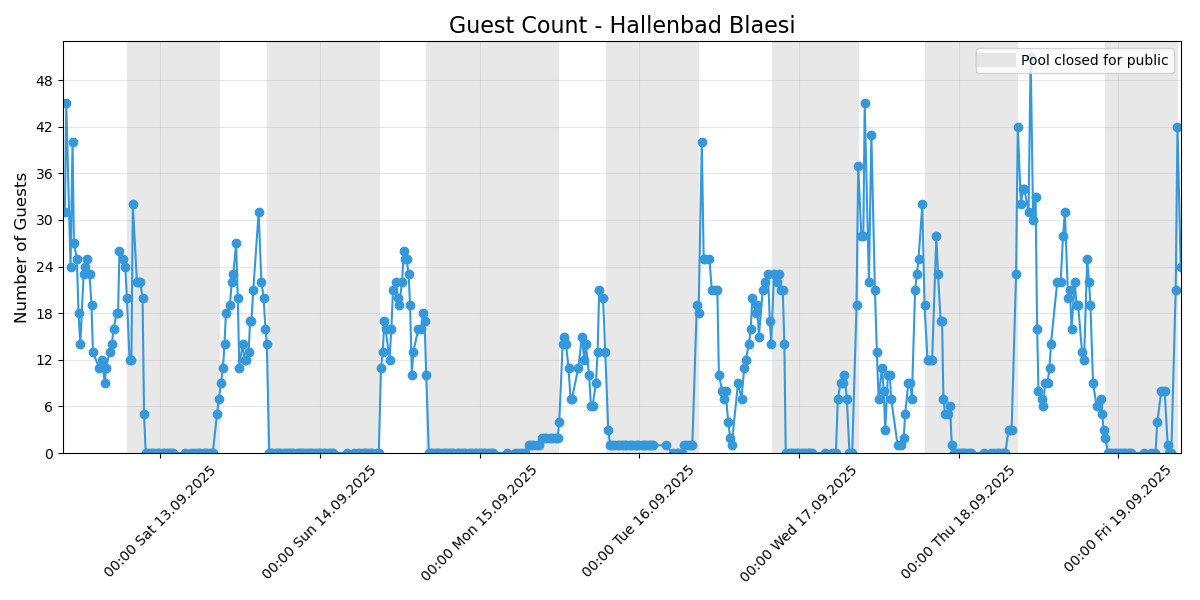 Guest Count - Hallenbad Blaesi
Pool closed for public
Number of Guests
48
42
36
30
24
18
12
6
0
00:00 Sat 13.09.2025
00:00 Sun 14.09.2025
00:00 Mon 15.09.2025
00:00 Tue 16.09.2025
00:00 Wed 17.09.2025
00:00 Thu 18.09.2025
00:00 Fri 19.09.2025